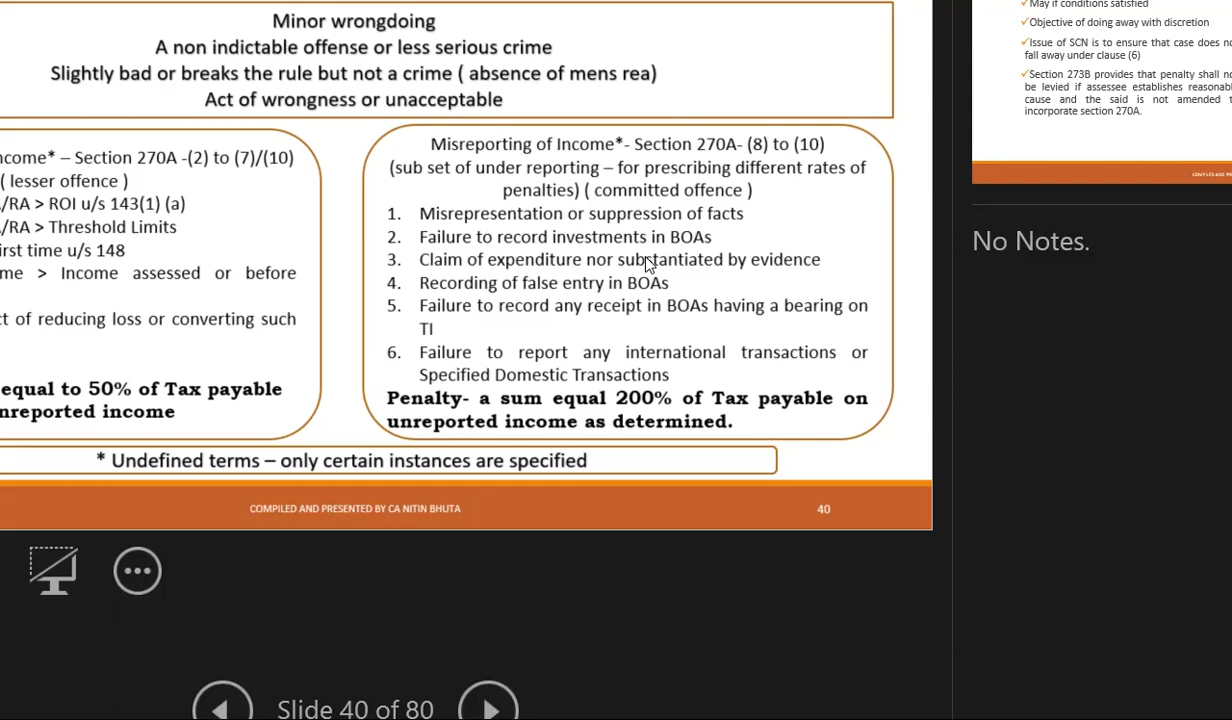 Minor wrongdoing
A non indictable offense or less serious crime
Slightly bad or breaks the rule but not a crime ( absence of mens rea)
Act of wrongness or unacceptable
ncome* – Section 270A -(2) to (7)/(10)
( lesser offence )
/RA > ROI u/s 143(1) (a)
/RA > Threshold Limits
irst time u/s 148
me > Income assessed or before
ct of reducing loss or converting such
equal to 50% of Tax payable
nreported income
Misreporting of Income*- Section 270A- (8) to (10)
(sub set of under reporting – for prescribing different rates of
penalties) ( committed offence )
1. Misrepresentation or suppression of facts
2. Failure to record investments in BOAs
3. Claim of expenditure nor substantiated by evidence
4. Recording of false entry in BOAs
5. Failure to record any receipt in BOAs having a bearing on
TI
6. Failure to report any international transactions or
Specified Domestic Transactions
Penalty- a sum equal 200% of Tax payable on
unreported income as determined.
* Undefined terms – only certain instances are specified
COMPILED AND PRESENTED BY CA NITIN BHUTA
40
Slide 40 of 80
✓May if conditions satisfied
✓Objective of doing away with discretion
✓Issue of SCN is to ensure that case does no
fall away under clause (6)
✓Section 273B provides that penalty shall no
be levied if assessee establishes reasonabl
cause and the said is not amended t
incorporate section 270A.
COMPILED AND PR
No Notes.